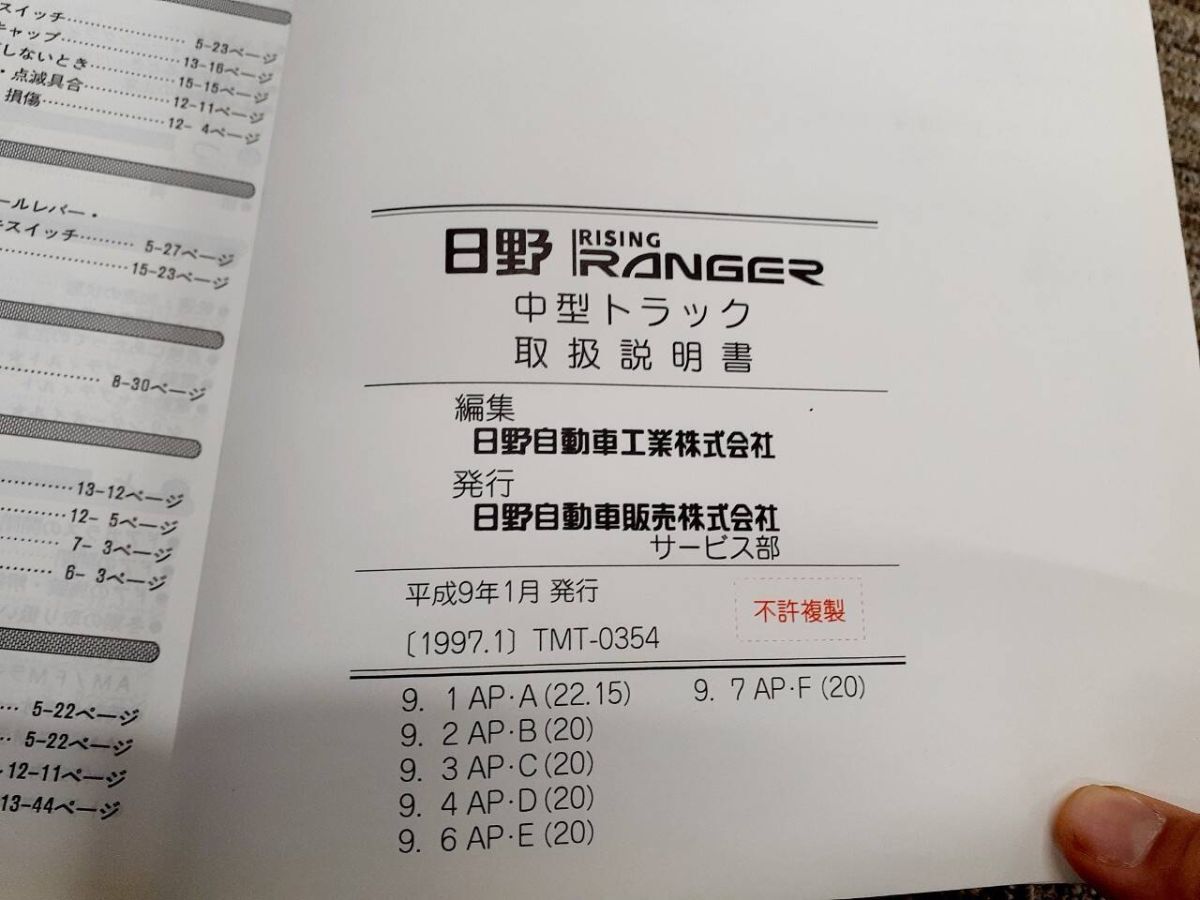 スイッチ……………… 5-23ページ
キャップ……………… 13-16ページ
しないとき……………… 15-15ページ
・点滅具合……………… 12-11ページ
損傷……………… 12- 4ページ
ールレバー・
スイッチ……… 5-27ページ
……………… 15-23ページ
……………… 8-30ページ
……………… 13-12ページ
……………… 12- 5ページ
……………… 7- 3ページ
……………… 6- 3ページ
… 5-22ページ
… 5-22ページ
12-11ページ
13-44ページ
日野 RISING RANGER
中型トラック
取扱説明書
編集
日野自動車工業株式会社
発行
日野自動車販売株式会社
サービス部
平成9年1月 発行
不許複製
〔1997.1〕 TMT-0354
9. 1 AP·A (22.15) 9. 7 AP·F (20)
9. 2 AP·B (20)
9. 3 AP·C (20)
9. 4 AP·D (20)
9. 6 AP·E (20)